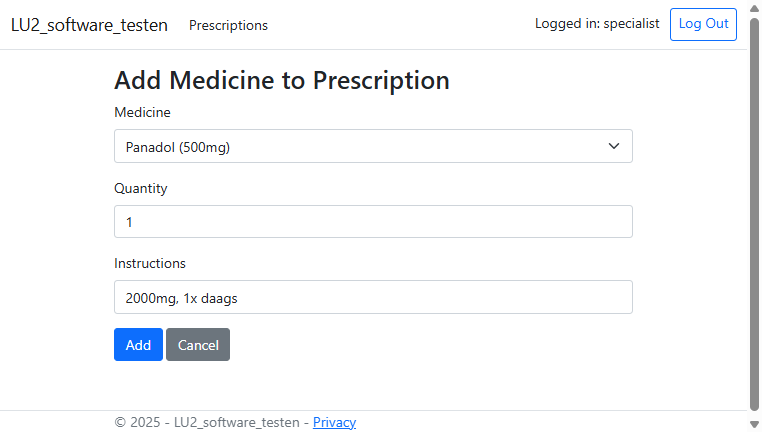 LU2_software_testen Prescriptions Logged in: specialist Log Out
Add Medicine to Prescription
Medicine
Panadol (500mg)
Quantity
1
Instructions
2000mg, 1x daags
Add Cancel
© 2025 - LU2_software_testen - Privacy